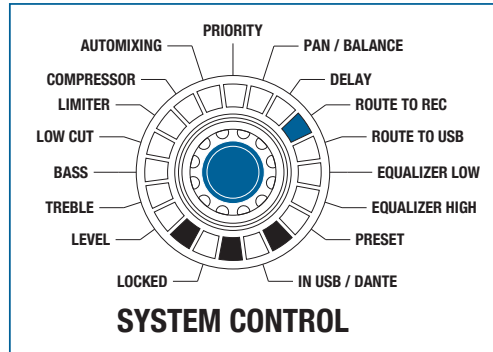 PRIORITY
AUTOMIXING
PAN / BALANCE
COMPRESSOR
DELAY
LIMITER
ROUTE TO REC
LOW CUT
ROUTE TO USB
BASS
EQUALIZER LOW
TREBLE
EQUALIZER HIGH
LEVEL
PRESET
LOCKED
IN USB / DANTE
SYSTEM CONTROL